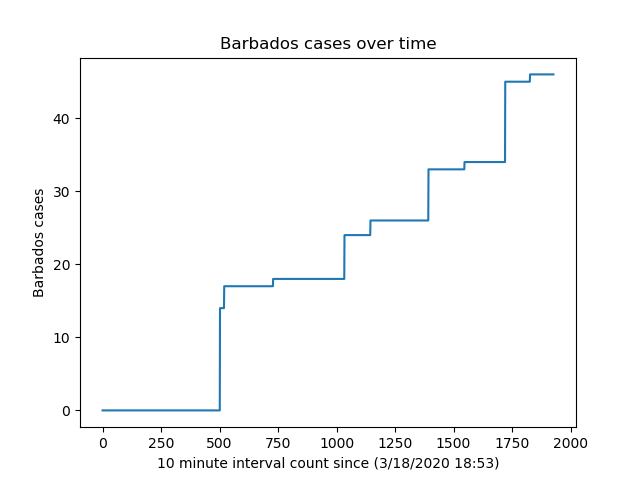 Barbados cases over time
Barbados cases
40
30
20
10
0
0 250 500 750 1000 1250 1500 1750 2000
10 minute interval count since (3/18/2020 18:53)